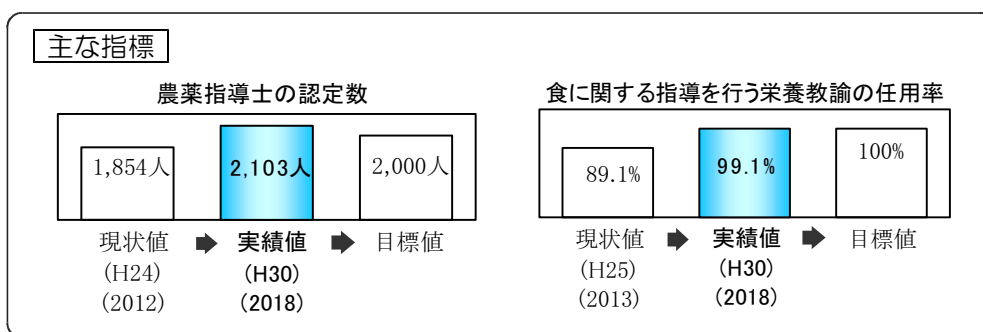 主な指標
農薬指導士の認定数
1,854人
2,103人
2,000人
現状値 ➡ 実績値 ➡ 目標値
(H24)
(H30)
(2012)
(2018)
食に関する指導を行う栄養教諭の任用率
89.1%
99.1%
100%
現状値 ➡ 実績値 ➡ 目標値
(H25)
(H30)
(2013)
(2018)